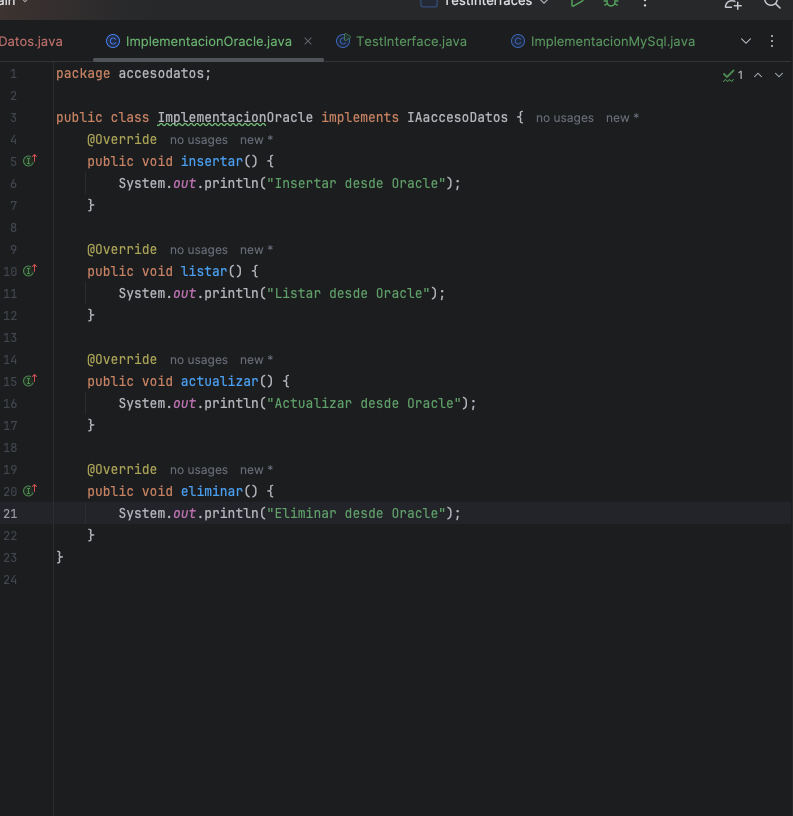 TestInterfaces
Datos.java ImplementacionOracle.java TestInterface.java ImplementacionMySql.java
1 package accesodatos; 1
2
3 public class ImplementacionOracle implements IAaccesoDatos { no usages new *
4 @Override no usages new *
5 public void insertar() {
6 System.out.println("Insertar desde Oracle");
7 }
8
9 @Override no usages new *
10 public void listar() {
11 System.out.println("Listar desde Oracle");
12 }
13
14 @Override no usages new *
15 public void actualizar() {
16 System.out.println("Actualizar desde Oracle");
17 }
18
19 @Override no usages new *
20 public void eliminar() {
21 System.out.println("Eliminar desde Oracle");
22 }
23 }
24